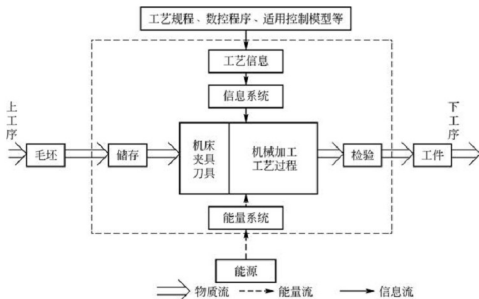 工艺规程、数控程序、适用控制模型等
工艺信息
信息系统
上工序
下工序
毛坯
储存
机床
夹具
刀具
机械加工
工艺过程
检验
工件
能量系统
能源
物质流
能量流
信息流